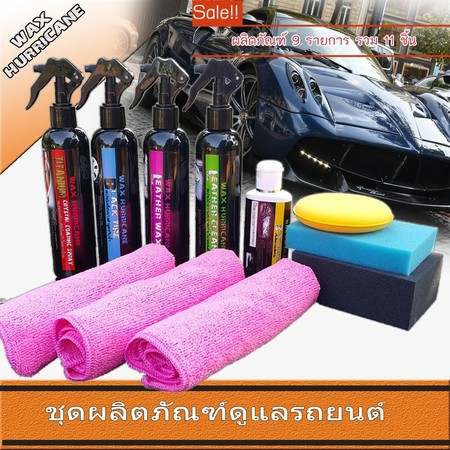 Sale!!
WAX
HURRICANE
ผลิตภัณฑ์ 9 รายการ รวม 11 ชิ้น
WAX HURRICANE
TITANIUM
CRYSTAL COATING SPRAY
WAX HURRICANE
BLACK TIRE
WAX HURRICANE
LEATHER WAX
WAX HURRICANE
LEATHER CLEAN
ชุดผลิตภัณฑ์ดูแลรถยนต์